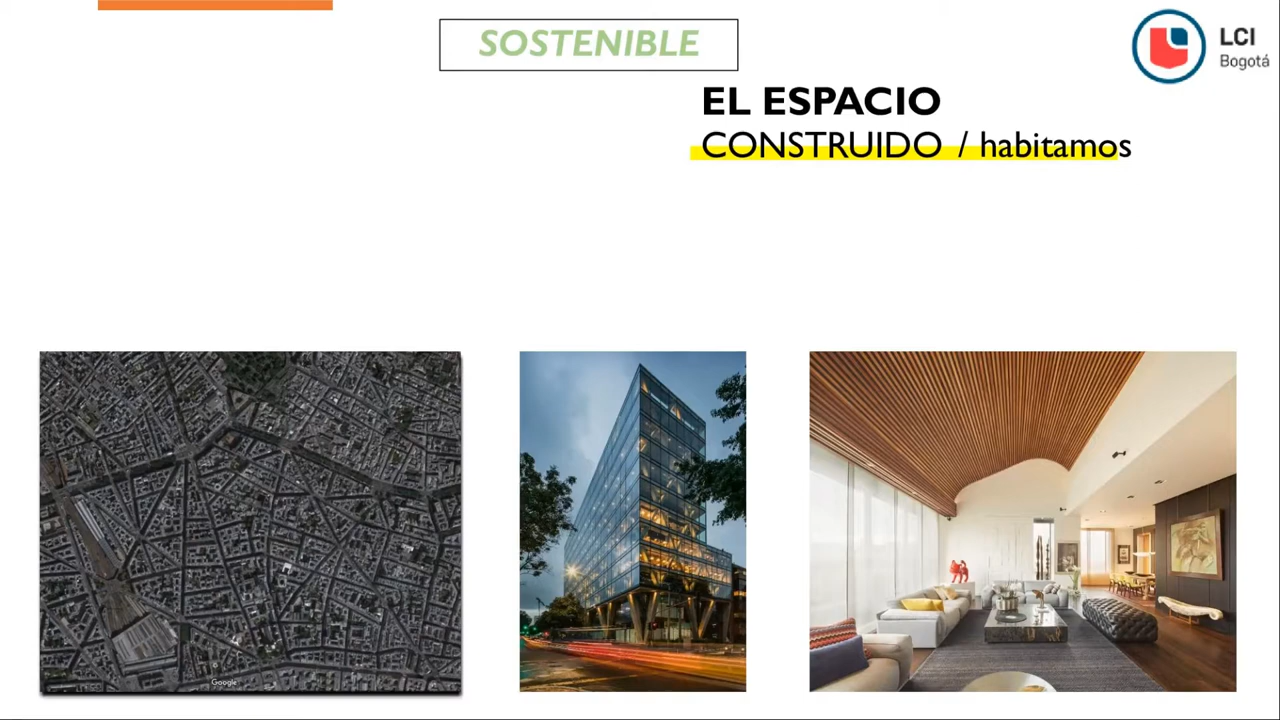 SOSTENIBLE
LCI
Bogotá
EL ESPACIO
CONSTRUIDO / habitamos
Google